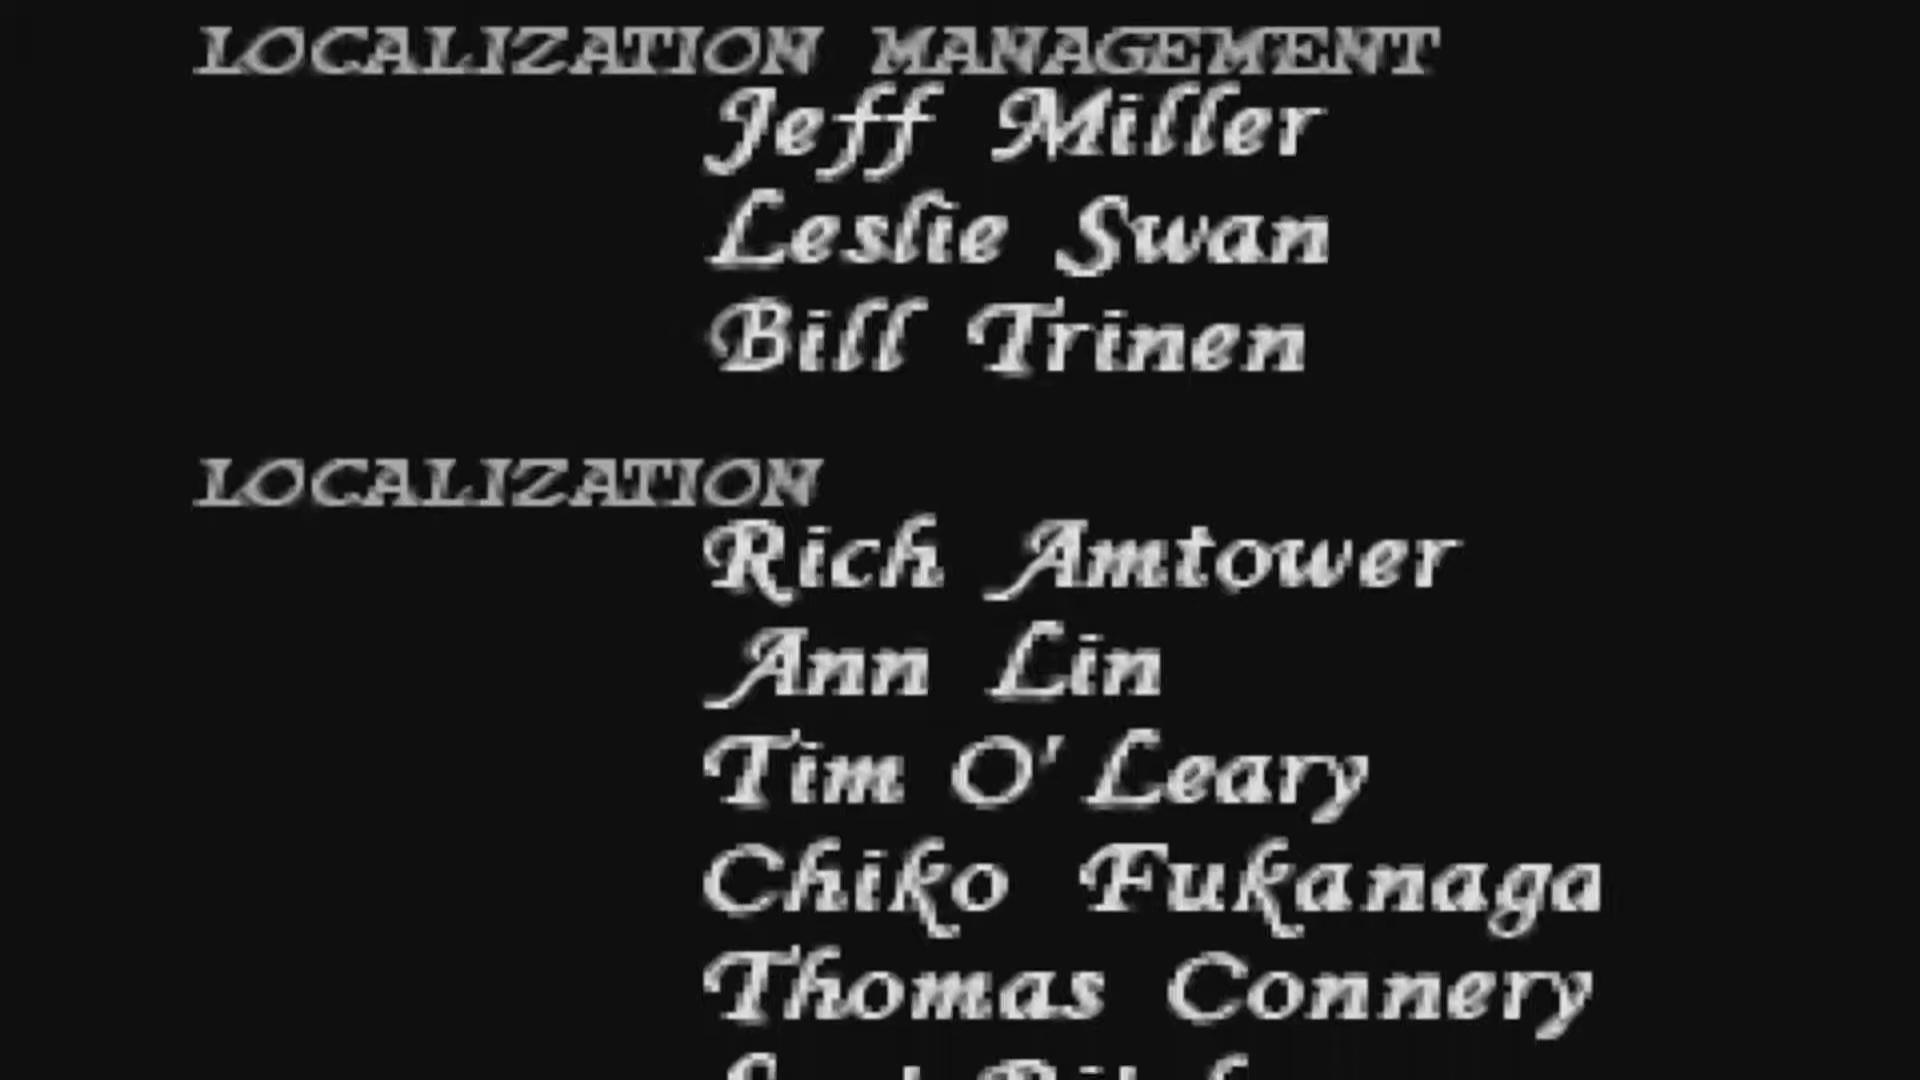 LOCALIZATION MANAGEMENT
Jeff Miller
Leslie Swan
Bill Trinen
LOCALIZATION
Rich Amtower
Ann Lin
Tim O'Leary
Chiko Fukanaga
Thomas Connery